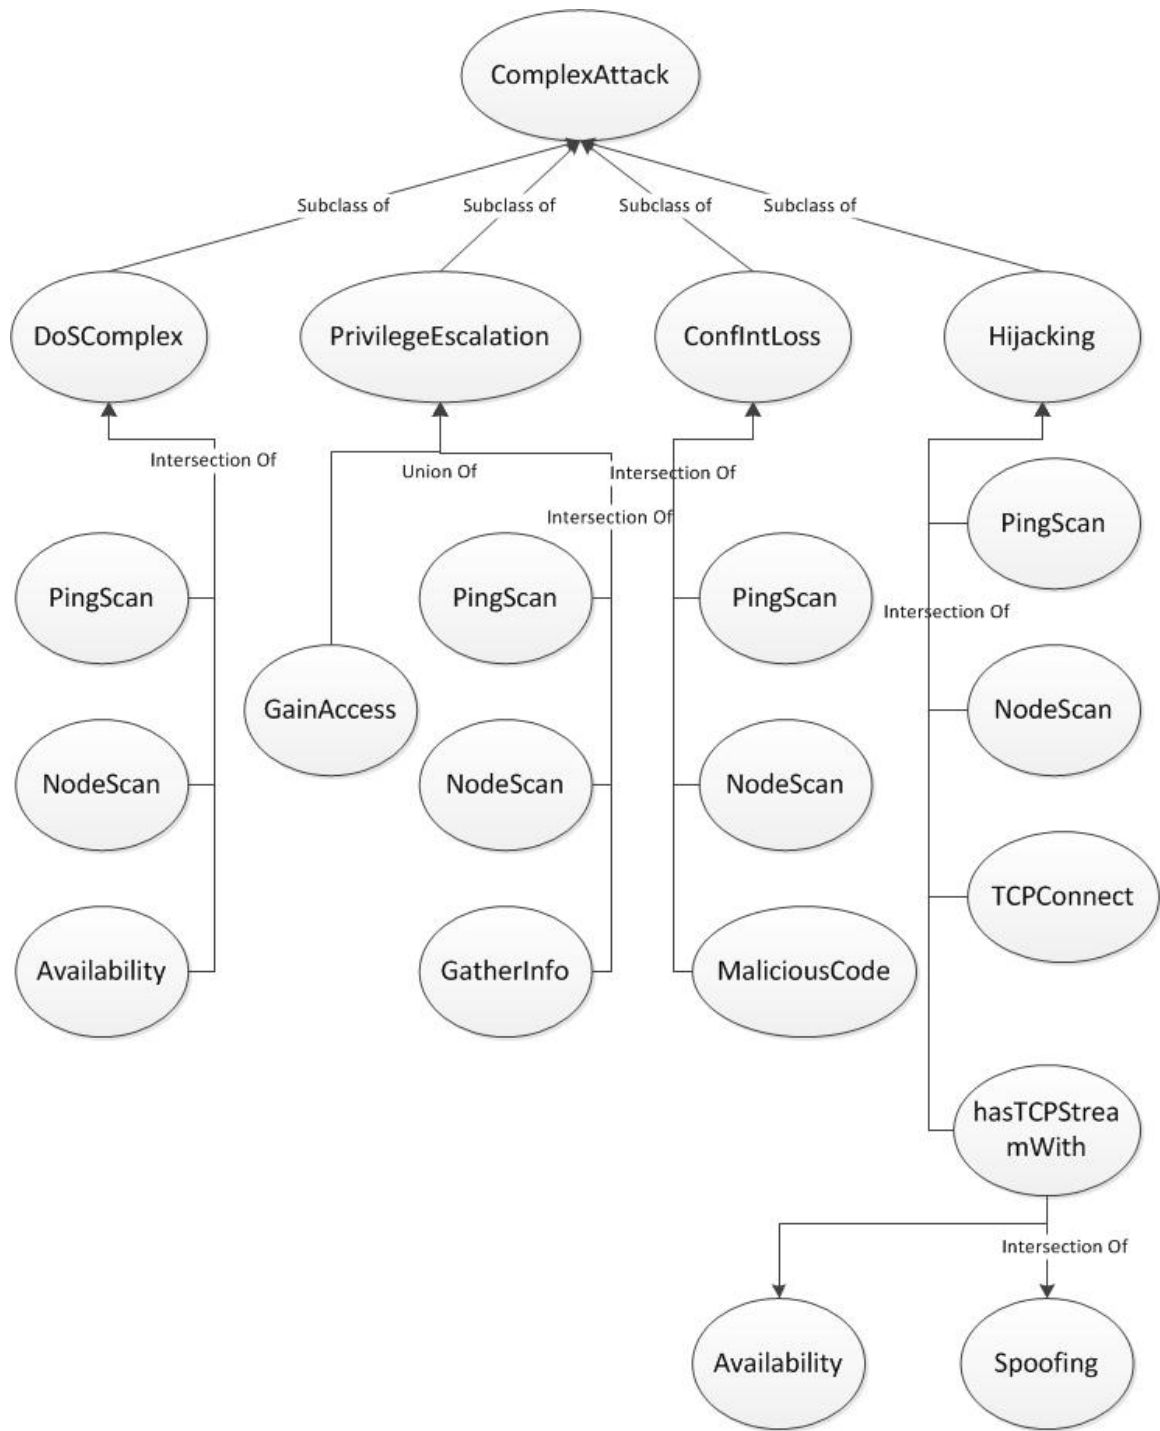 ComplexAttack
Subclass of
Subclass of
Subclass of
Subclass of
DoSComplex
PrivilegeEscalation
ConfIntLoss
Hijacking
Intersection Of
Union Of
Intersection Of
Intersection Of
PingScan
PingScan
PingScan
PingScan
Intersection Of
GainAccess
NodeScan
NodeScan
NodeScan
NodeScan
TCPConnect
Availability
GatherInfo
MaliciousCode
hasTCPStrea
mWith
Intersection Of
Availability
Spoofing